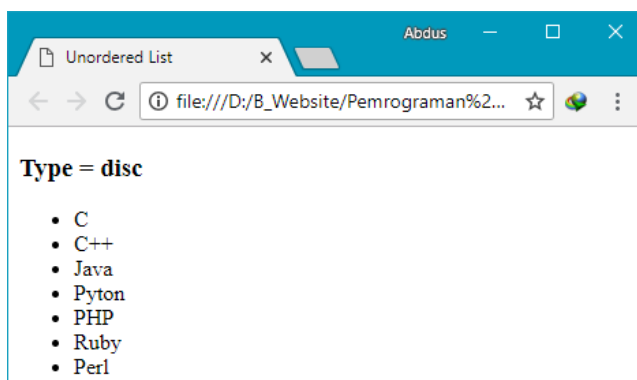 Abdus
Unordered List
file:///D:/B_Website/Pemrograman%2...
Type = disc
• C
• C++
• Java
• Pyton
• PHP
• Ruby
• Perl